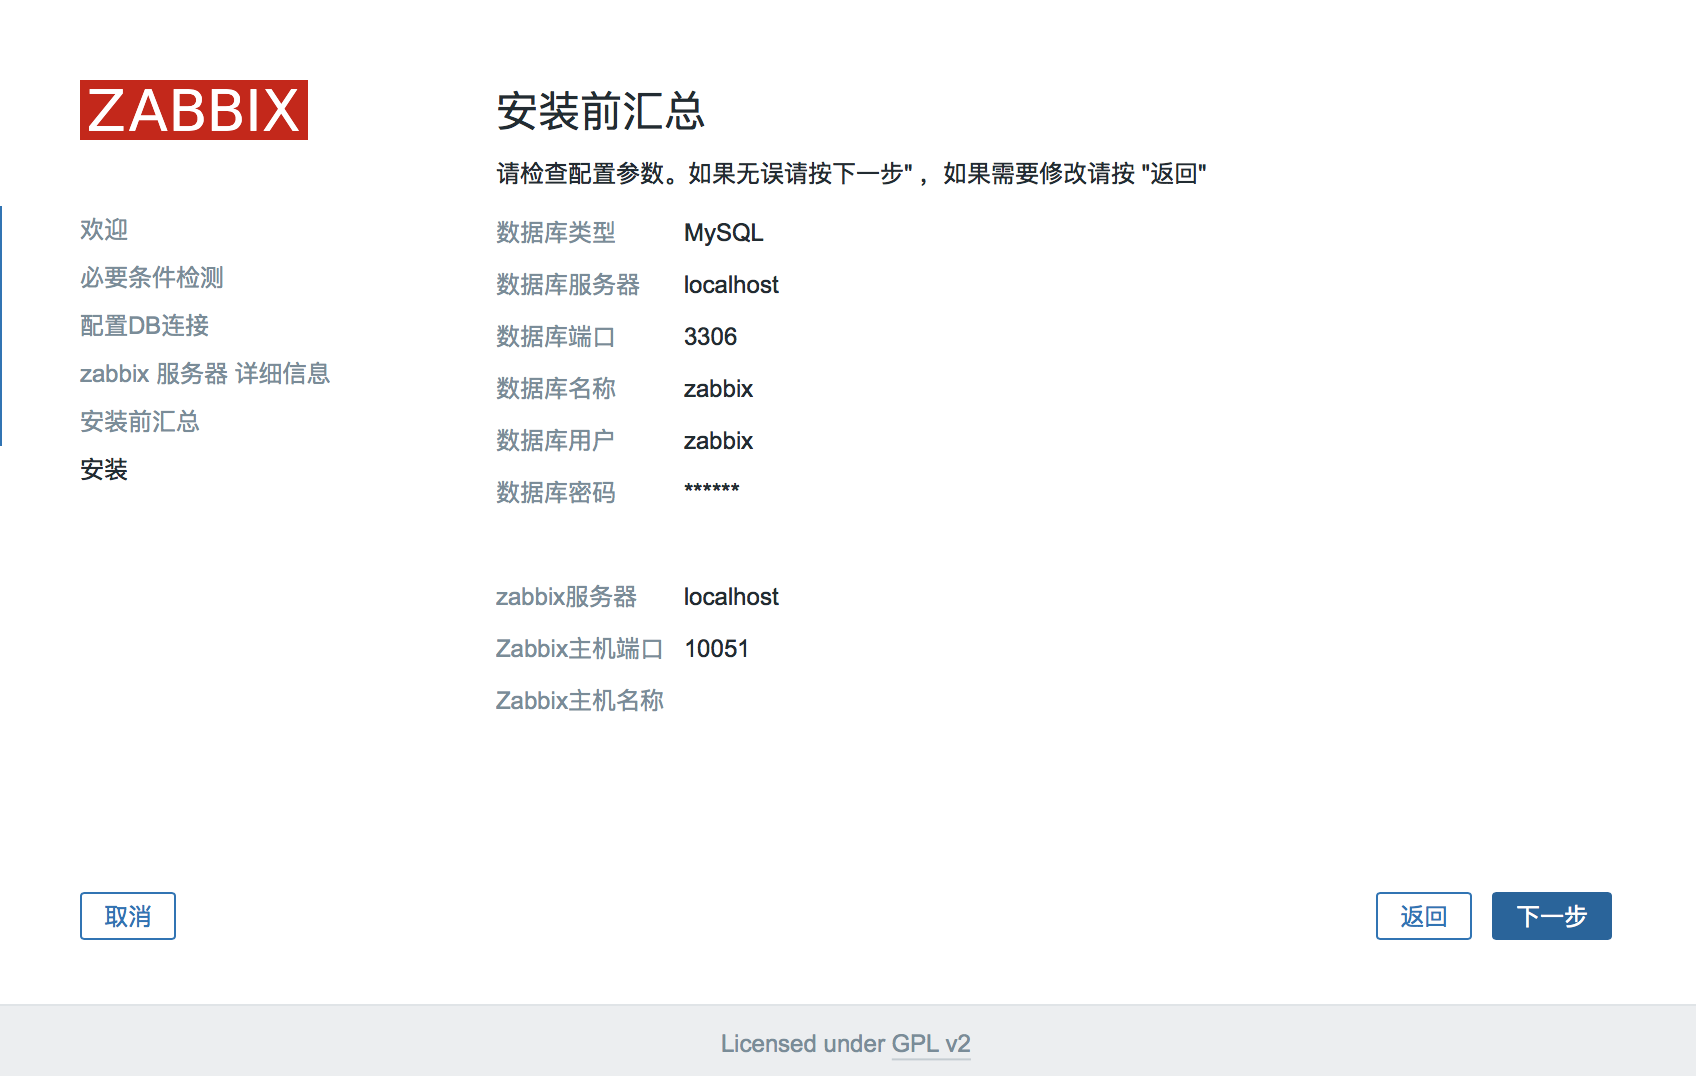 ZABBIX
欢迎
必要条件检测
配置DB连接
zabbix 服务器 详细信息
安装前汇总
安装
安装前汇总
请检查配置参数。如果无误请按下一步" ，如果需要修改请按 "返回"
数据库类型 MySQL
数据库服务器 localhost
数据库端口 3306
数据库名称 zabbix
数据库用户 zabbix
数据库密码 ******
zabbix服务器 localhost
Zabbix主机端口 10051
Zabbix主机名称
取消 返回 下一步
Licensed under GPL v2